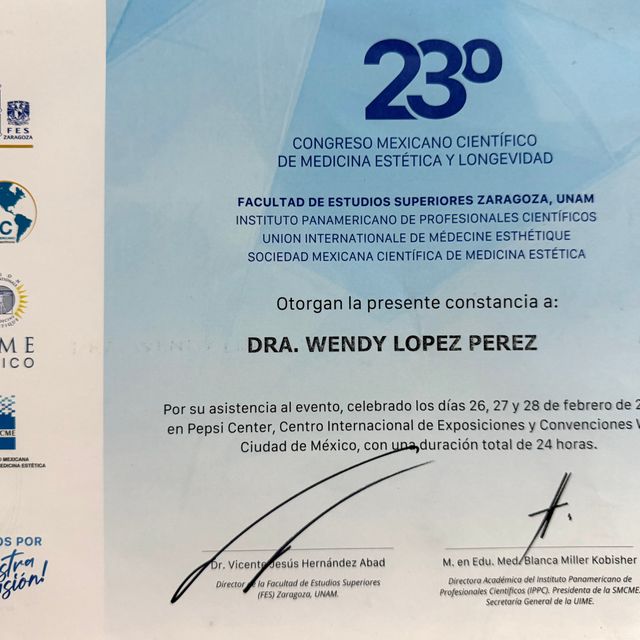 23º
CONGRESO MEXICANO CIENTÍFICO
DE MEDICINA ESTÉTICA Y LONGEVIDAD
FACULTAD DE ESTUDIOS SUPERIORES ZARAGOZA, UNAM
INSTITUTO PANAMERICANO DE PROFESIONALES CIENTÍFICOS
UNION INTERNATIONALE DE MÉDECINE ESTHÉTIQUE
SOCIEDAD MEXICANA CIENTÍFICA DE MEDICINA ESTÉTICA
Otorgan la presente constancia a:
DRA. WENDY LOPEZ PEREZ
Por su asistencia al evento, celebrado los días 26, 27 y 28 de febrero de 2
en Pepsi Center, Centro Internacional de Exposiciones y Convenciones W
Ciudad de México, con una duración total de 24 horas.
Dr. Vicente Jesús Hernández Abad
Director de la Facultad de Estudios Superiores
(FES) Zaragoza, UNAM.
M. en Edu. Med. Blanca Miller Kobisher
Directora Académica del Instituto Panamericano de
Profesionales Científicos (IPPC). Presidenta de la SMCME.
Secretaria General de la UIME.
FES
ZARAGOZA
C
ME
ICO
CME
MEXICANA
MEDICINA ESTÉTICA
OS POR
stra
sión!